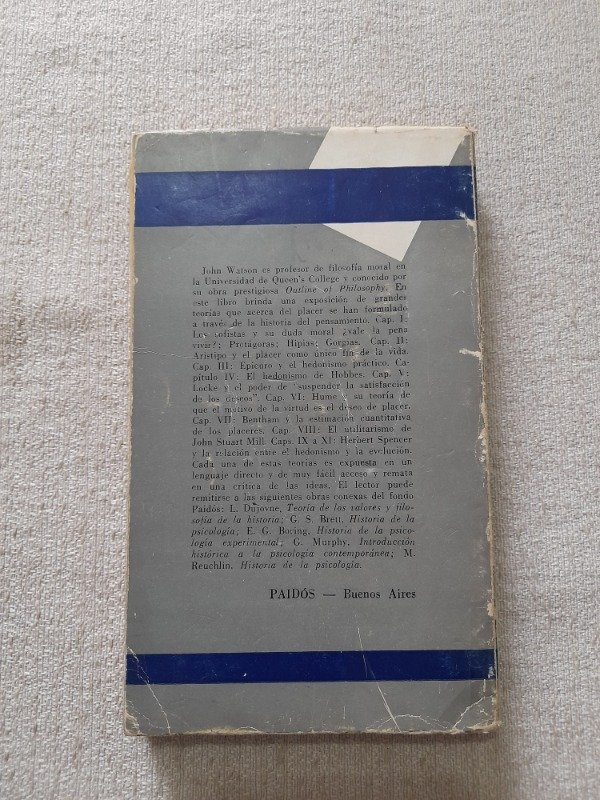 John Watson es profesor de filosofía moral en
la Universidad de Queen's College y conocido por
su obra prestigiosa Outline of Philosophy. En
este libro brinda una exposición de grandes
teorías que acerca del placer se han formulado
a través de la historia del pensamiento. Cap. I:
Los sofistas y su duda moral ¿vale la pena
vivir?; Protágoras; Hipias; Gorgias. Cap. II:
Aristipo y el placer como único fin de la vida.
Cap. III: Epicuro y el hedonismo práctico. Ca-
pítulo IV: El hedonismo de Hobbes. Cap. V:
Locke y el poder de "suspender la satisfacción
de los deseos". Cap. VI: Hume y su teoría de
que el motivo de la virtud es el deseo de placer.
Cap. VII: Bentham y la estimación cuantitativa
de los placeres. Cap. VIII: El utilitarismo de
John Stuart Mill. Caps. IX a XI: Herbert Spencer
y la relación entre el hedonismo y la evolución.
Cada una de estas teorías es expuesta en un
lenguaje directo y de muy fácil acceso y remata
en una crítica de las ideas. El lector puede
remitirse a las siguientes obras conexas del fondo
Paidós: L. Dujovne, Teoría de los valores y filo-
sofía de la historia; G. S. Brett, Historia de la
psicología; E. G. Boring, Historia de la psico-
logía experimental; G. Murphy, Introducción
histórica a la psicología contemporánea; M.
Reuchlin, Historia de la psicología.
PAIDÓS — Buenos Aires